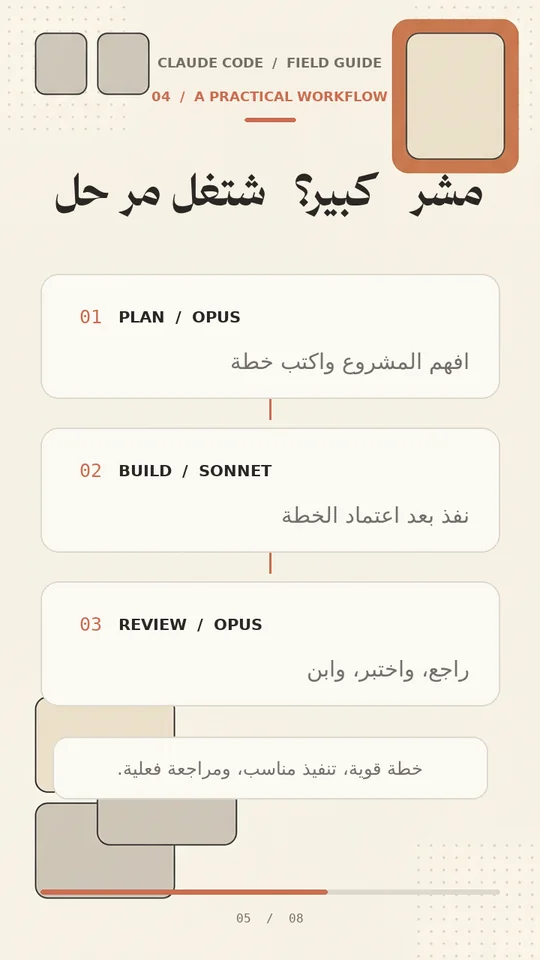 CLAUDE CODE / FIELD GUIDE
04 / A PRACTICAL WORKFLOW
مشر كبير؟ شتغل مر حل
01 PLAN / OPUS
افهم المشروع واكتب خطة
02 BUILD / SONNET
نفذ بعد اعتماد الخطة
03 REVIEW / OPUS
راجع، واختبر، وابن
خطة قوية، تنفيذ مناسب، ومراجعة فعلية.
05 / 08